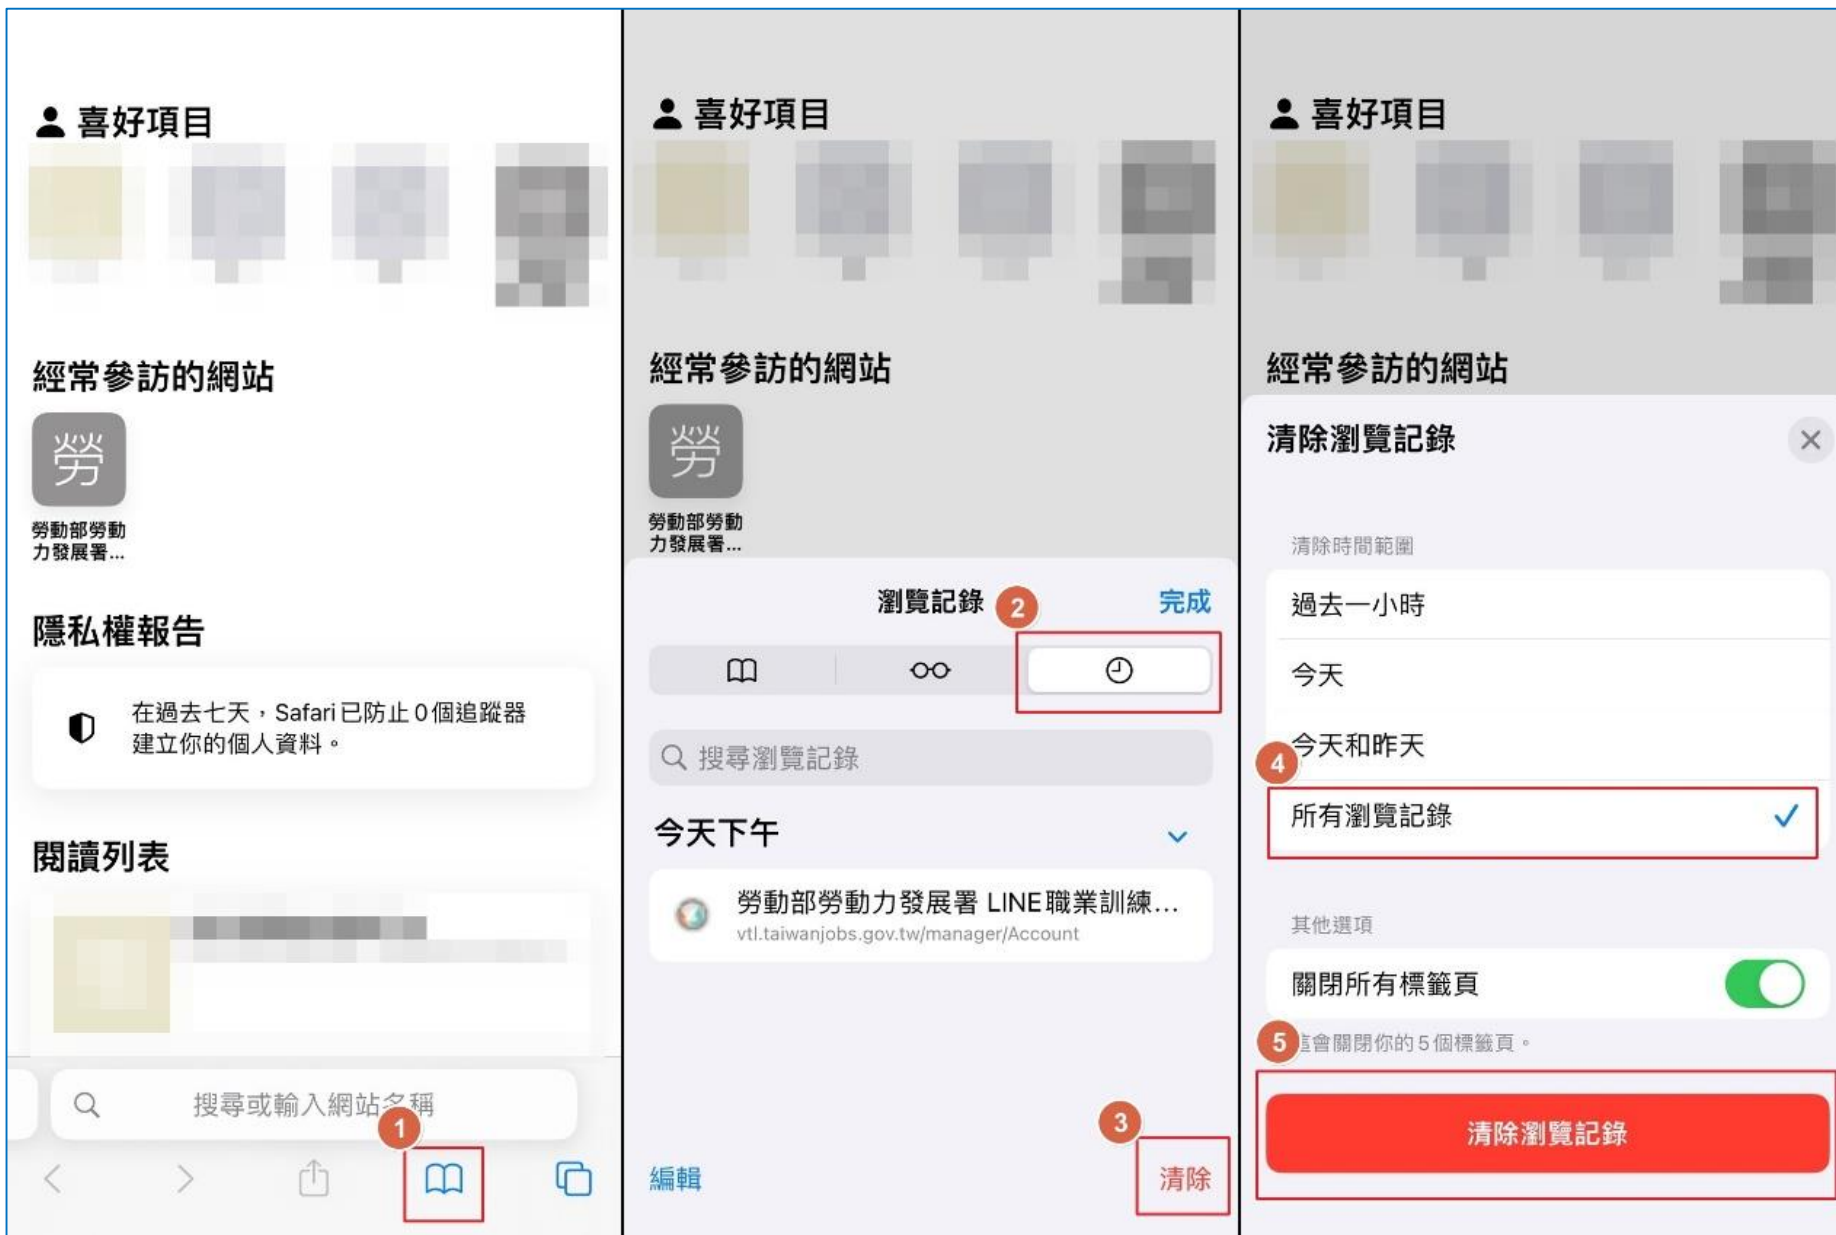 喜好項目
經常參訪的網站
勞
勞動部勞動
力發展署...
隱私權報告
在過去七天，Safari 已防止 0 個追蹤器
建立你的個人資料。
閱讀列表
搜尋或輸入網站名稱
1
喜好項目
經常參訪的網站
勞
勞動部勞動
力發展署...
瀏覽記錄
2
完成
搜尋瀏覽記錄
今天下午
勞動部勞動力發展署 LINE職業訓練...
vtl.taiwanjobs.gov.tw/manager/Account
3
編輯
清除
喜好項目
經常參訪的網站
清除瀏覽記錄
清除時間範圍
過去一小時
今天
今天和昨天
4
所有瀏覽記錄
其他選項
關閉所有標籤頁
5
這會關閉你的 5 個標籤頁。
清除瀏覽記錄